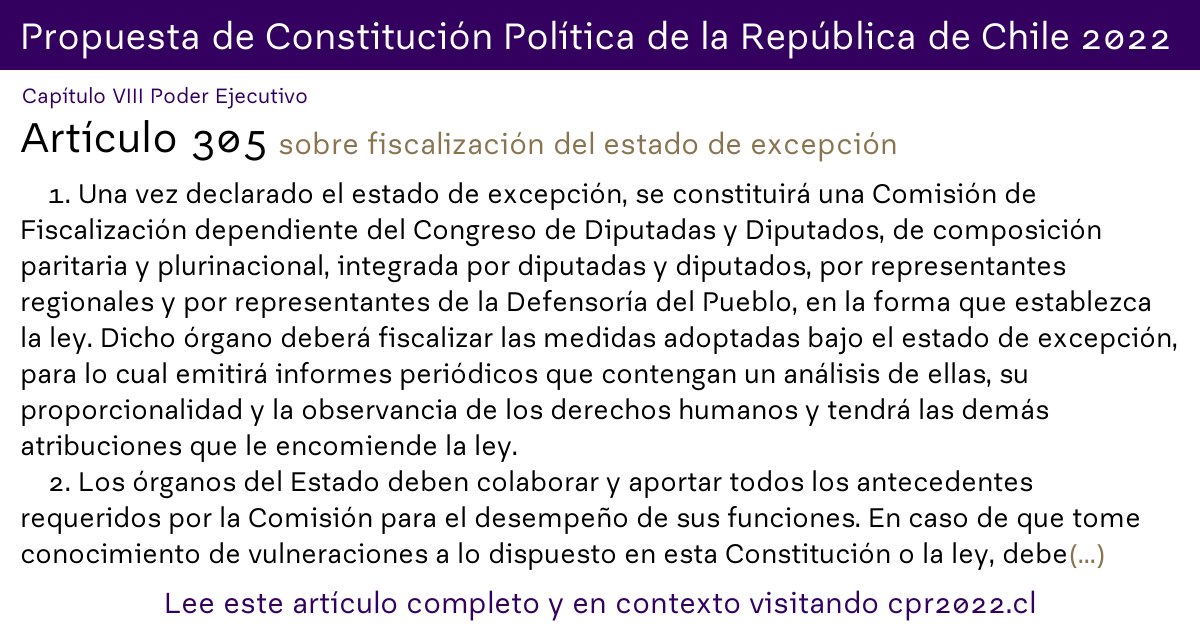 Propuesta de Constitución Política de la República de Chile 2022
Capítulo VIII Poder Ejecutivo
Artículo 305 sobre fiscalización del estado de excepción
1. Una vez declarado el estado de excepción, se constituirá una Comisión de
Fiscalización dependiente del Congreso de Diputadas y Diputados, de composición
paritaria y plurinacional, integrada por diputadas y diputados, por representantes
regionales y por representantes de la Defensoría del Pueblo, en la forma que establezca
la ley. Dicho órgano deberá fiscalizar las medidas adoptadas bajo el estado de excepción,
para lo cual emitirá informes periódicos que contengan un análisis de ellas, su
proporcionalidad y la observancia de los derechos humanos y tendrá las demás
atribuciones que le encomiende la ley.
2. Los órganos del Estado deben colaborar y aportar todos los antecedentes
requeridos por la Comisión para el desempeño de sus funciones. En caso de que tome
conocimiento de vulneraciones a lo dispuesto en esta Constitución o la ley, debe(...)
Lee este artículo completo y en contexto visitando cpr2022.cl